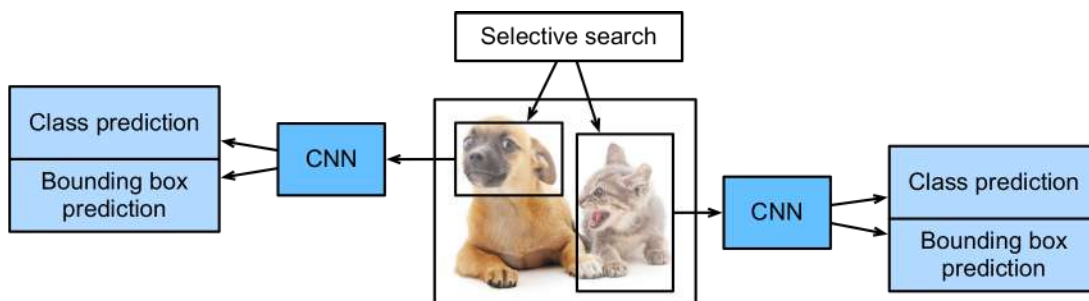 Selective search
Class prediction
Bounding box
prediction
CNN
CNN
Class prediction
Bounding box
prediction